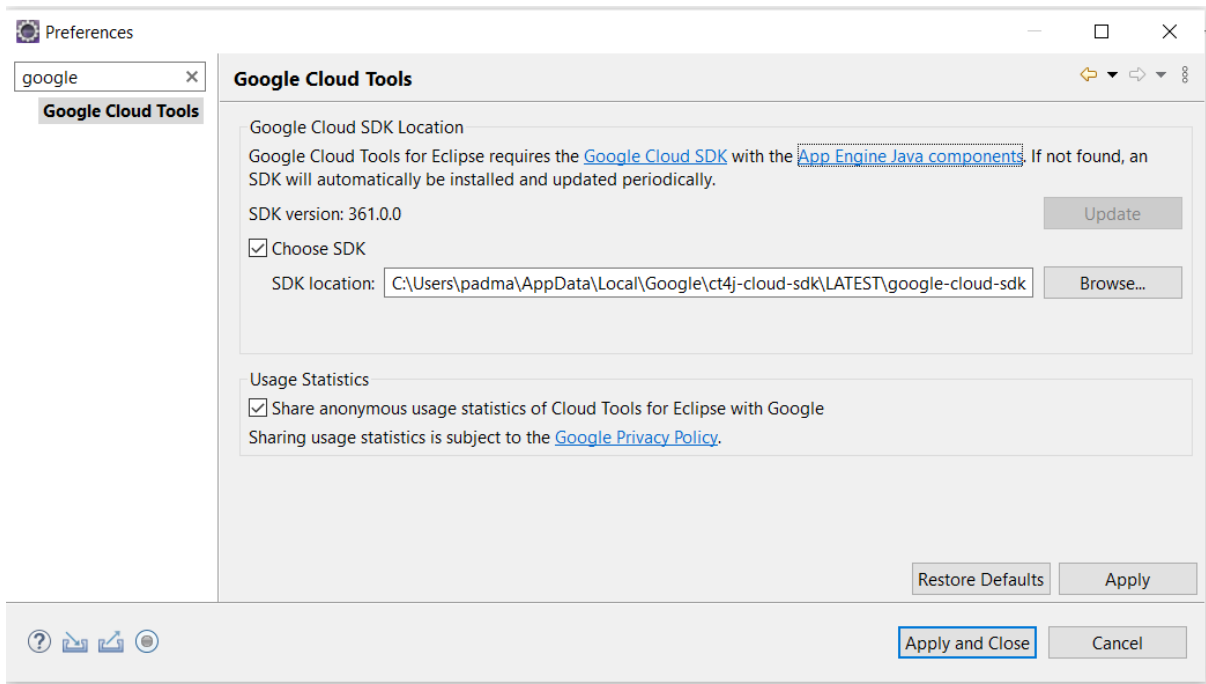 Preferences
google
Google Cloud Tools
Google Cloud Tools
Google Cloud SDK Location
Google Cloud Tools for Eclipse requires the Google Cloud SDK with the App Engine Java components. If not found, an
SDK will automatically be installed and updated periodically.
SDK version: 361.0.0
Update
Choose SDK
SDK location: C:\Users\padma\AppData\Local\Google\ct4j-cloud-sdk\LATEST\google-cloud-sdk
Browse...
Usage Statistics
Share anonymous usage statistics of Cloud Tools for Eclipse with Google
Sharing usage statistics is subject to the Google Privacy Policy.
Restore Defaults
Apply
Apply and Close
Cancel